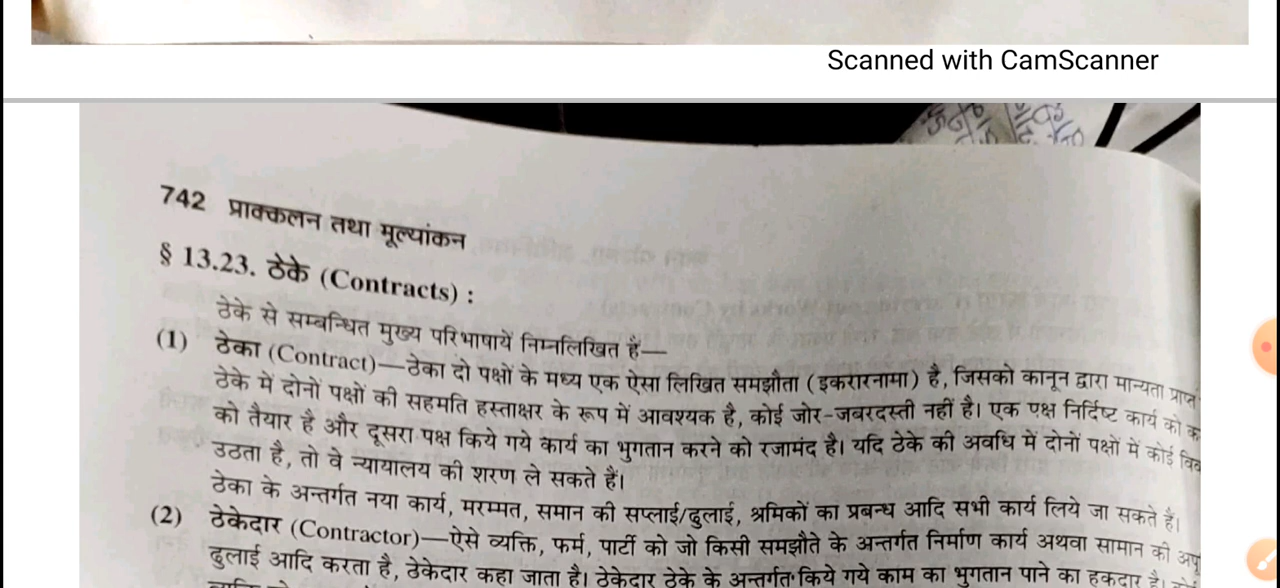 Scanned with CamScanner
742 प्राक्कलन तथा मूल्यांकन
§ 13.23. ठेके (Contracts) :
ठेके से सम्बन्धित मुख्य परिभाषायें निम्नलिखित हैं—
(1) ठेका (Contract)—ठेका दो पक्षों के मध्य एक ऐसा लिखित समझौता (इकरारनामा) है, जिसको कानून द्वारा मान्यता प्राप्त
ठेके में दोनों पक्षों की सहमति हस्ताक्षर के रूप में आवश्यक है, कोई जोर-जबरदस्ती नहीं है। एक पक्ष निर्दिष्ट कार्य को
को तैयार है और दूसरा पक्ष किये गये कार्य का भुगतान करने को रजामंद है। यदि ठेके की अवधि में दोनों पक्षों में कोई
उठता है, तो वे न्यायालय की शरण ले सकते हैं।
ठेका के अन्तर्गत नया कार्य, मरम्मत, समान की सप्लाई/ढुलाई, श्रमिकों का प्रबन्ध आदि सभी कार्य लिये जा सकते हैं।
(2) ठेकेदार (Contractor)—ऐसे व्यक्ति, फर्म, पार्टी को जो किसी समझौते के अन्तर्गत निर्माण कार्य अथवा सामान की
ढुलाई आदि करता है, ठेकेदार कहा जाता है। ठेकेदार ठेके के अन्तर्गत किये गये काम का भुगतान पाने का हकदार है।